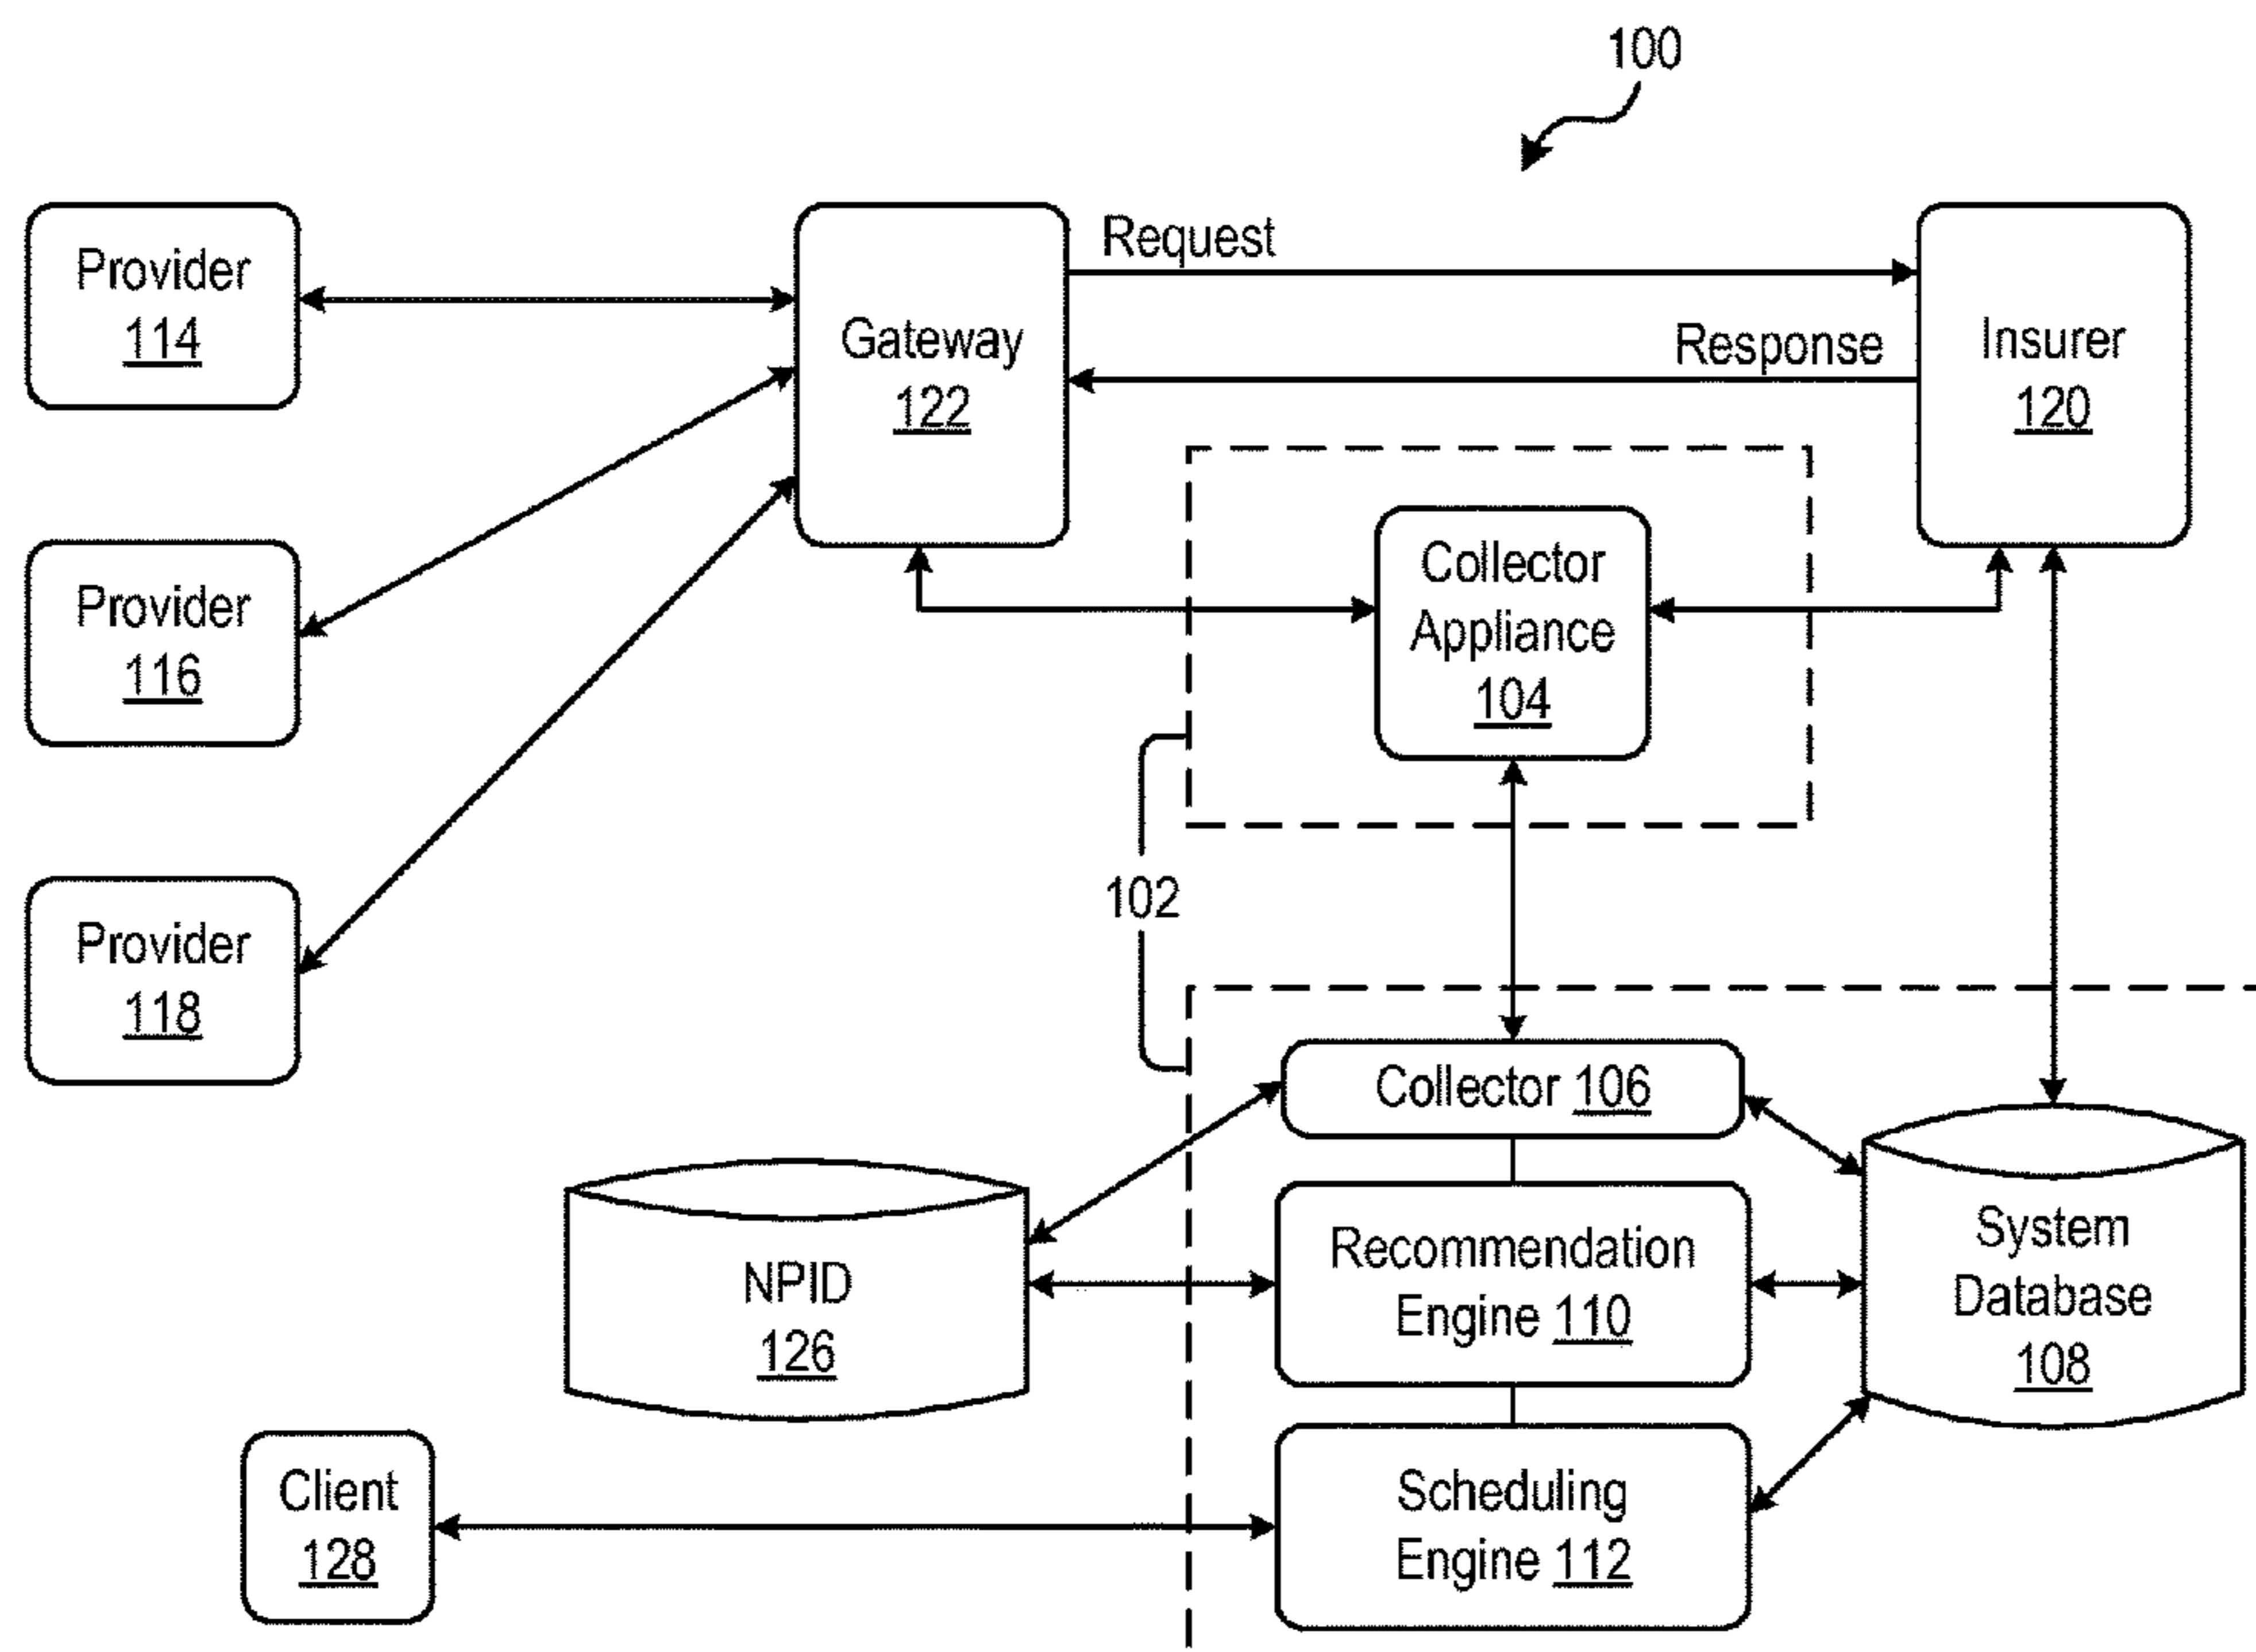 100
Provider
114
Request
Gateway
122
Response
Insurer
120
Provider
116
Collector
Appliance
104
102
Provider
118
Collector 106
NPID
126
Recommendation
Engine 110
System
Database
108
Client
128
Scheduling
Engine 112